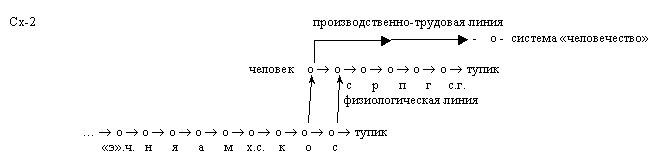 Сх-2
производственно-трудовая линия
- о - система «человечество»
человек о → о → о → о → о → о → тупик
с р п г с.г.
физиологическая линия
... → о → о → о → о → о → о → о → о → о → тупик
«э».ч. н я а м х.с. к о с